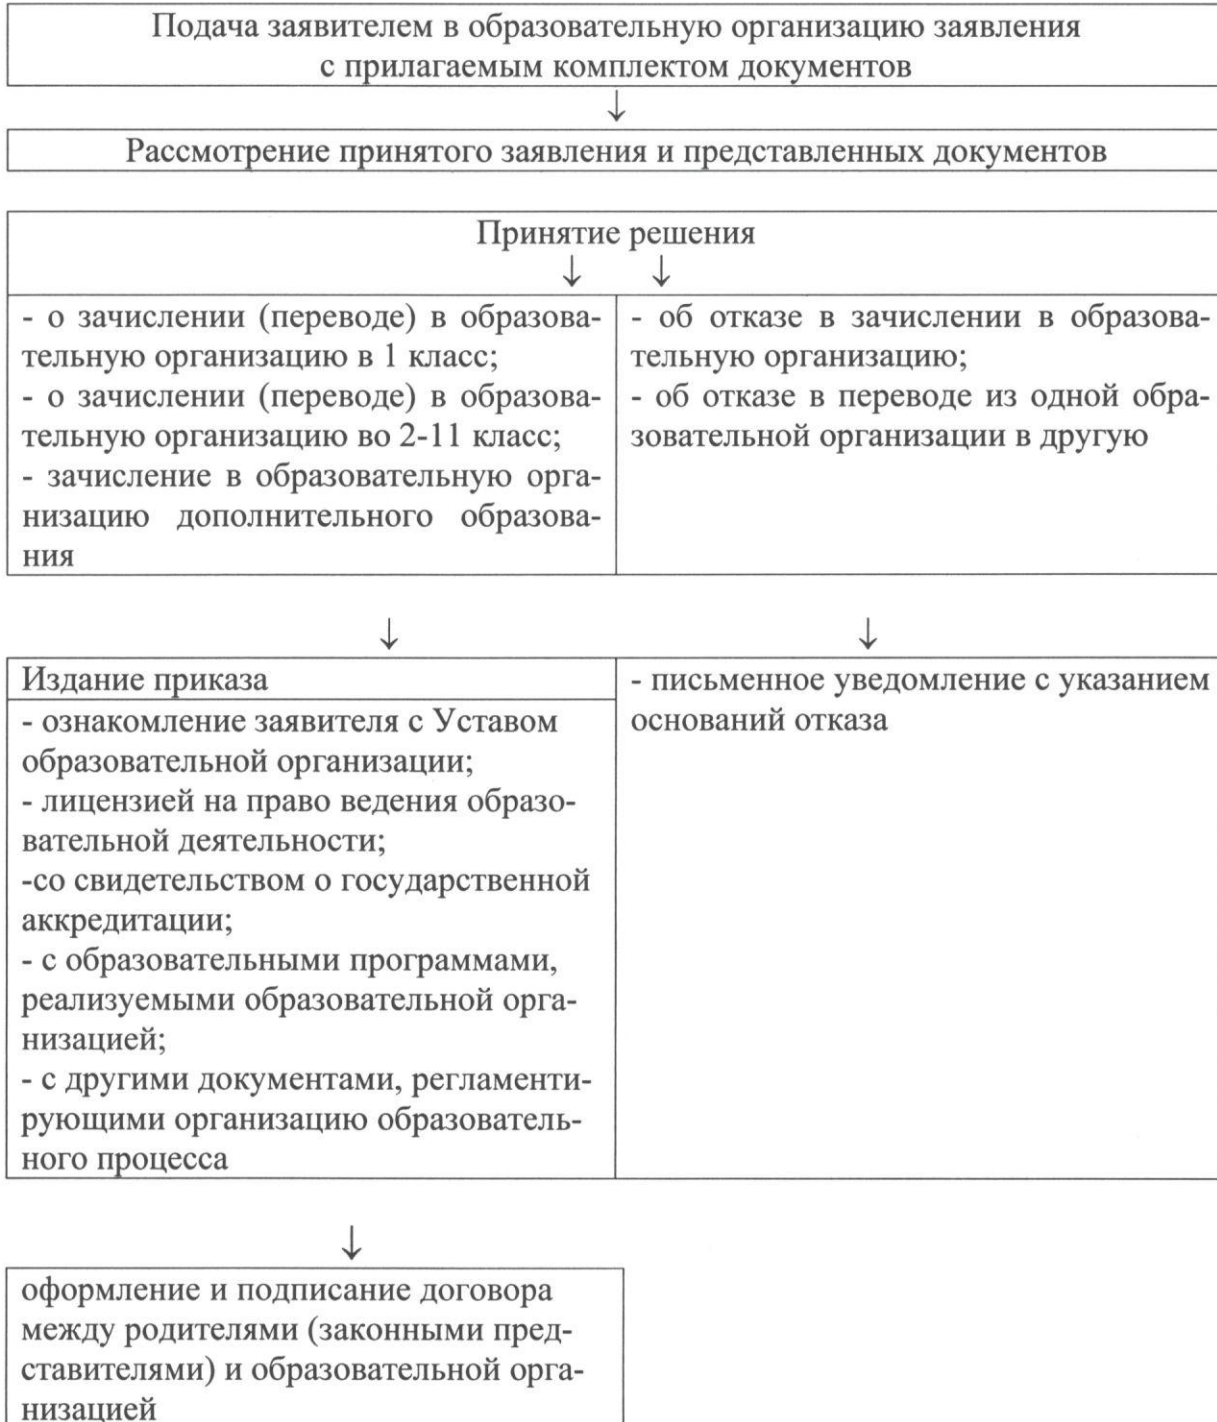 Подача заявителем в образовательную организацию заявления
с прилагаемым комплектом документов
↓
Рассмотрение принятого заявления и представленных документов
Принятие решения
↓ ↓
- о зачислении (переводе) в образова-
тельную организацию в 1 класс;
- о зачислении (переводе) в образова-
тельную организацию во 2-11 класс;
- зачисление в образовательную орга-
низацию дополнительного образова-
ния
- об отказе в зачислении в образова-
тельную организацию;
- об отказе в переводе из одной обра-
зовательной организации в другую
↓ ↓
Издание приказа
- ознакомление заявителя с Уставом
образовательной организации;
- лицензией на право ведения образо-
вательной деятельности;
-со свидетельством о государственной
аккредитации;
- с образовательными программами,
реализуемыми образовательной орга-
низацией;
- с другими документами, регламенти-
рующими организацию образователь-
ного процесса
- письменное уведомление с указанием
оснований отказа
↓
оформление и подписание договора
между родителями (законными пред-
ставителями) и образовательной орга-
низацией